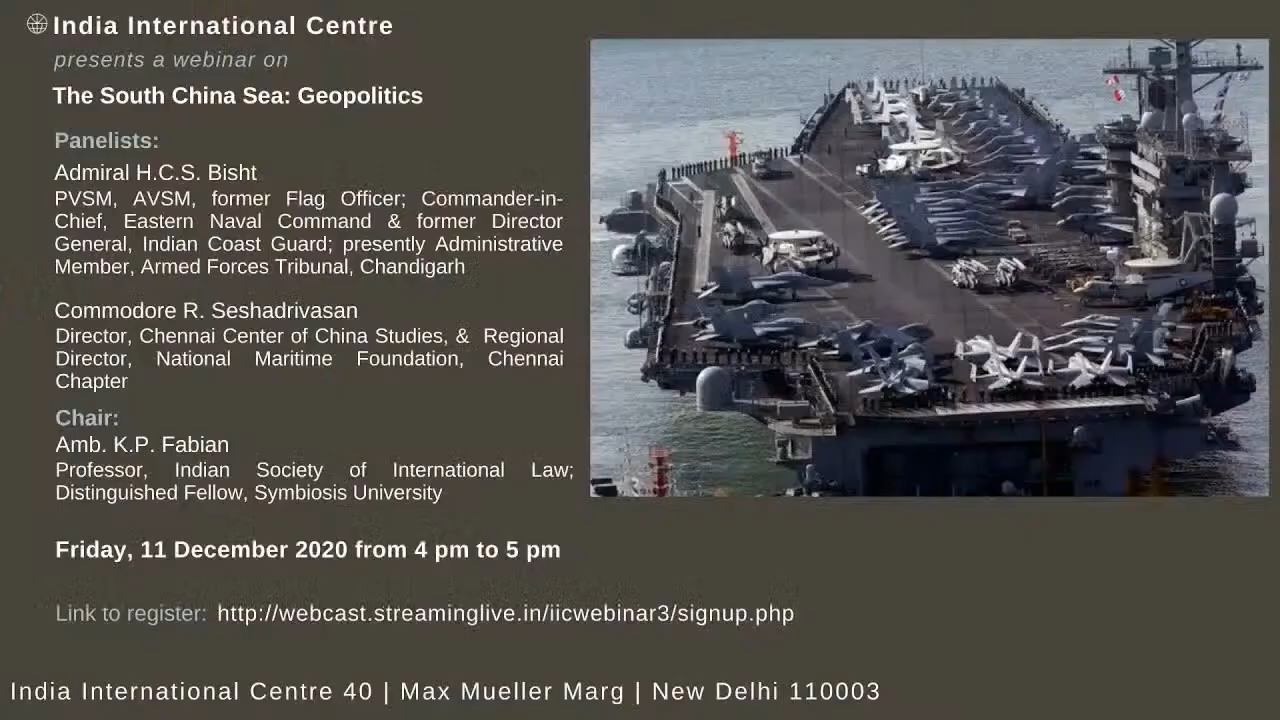 India International Centre
presents a webinar on
The South China Sea: Geopolitics
Panelists:
Admiral H.C.S. Bisht
PVSM, AVSM, former Flag Officer; Commander-in-
Chief, Eastern Naval Command & former Director
General, Indian Coast Guard; presently Administrative
Member, Armed Forces Tribunal, Chandigarh
Commodore R. Seshadrivasan
Director, Chennai Center of China Studies, & Regional
Director, National Maritime Foundation, Chennai
Chapter
Chair:
Amb. K.P. Fabian
Professor, Indian Society of International Law;
Distinguished Fellow, Symbiosis University
Friday, 11 December 2020 from 4 pm to 5 pm
Link to register: http://webcast.streaminglive.in/iicwebinar3/signup.php
India International Centre 40 | Max Mueller Marg | New Delhi 110003